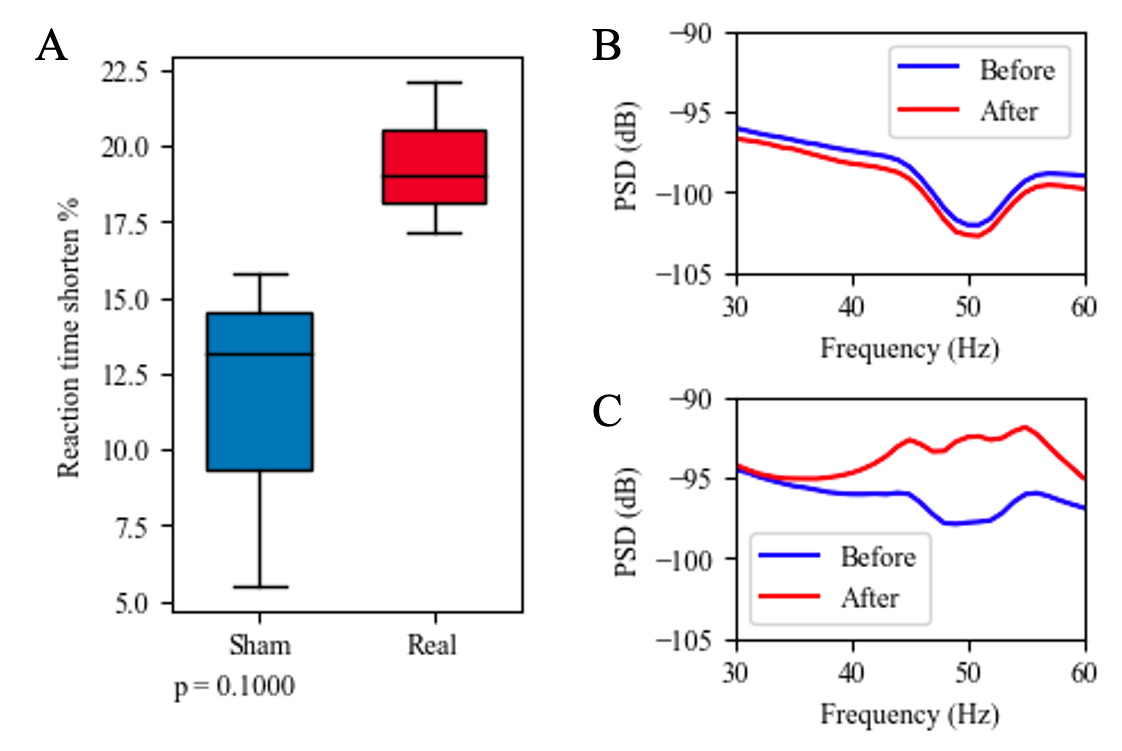 A
22.5
20.0
17.5
15.0
12.5
10.0
7.5
5.0
Reaction time shorten %
Sham
Real
p = 0.1000
B
−90
−95
−100
−105
PSD (dB)
Before
After
30
40
50
60
Frequency (Hz)
C
−90
−95
−100
−105
PSD (dB)
Before
After
30
40
50
60
Frequency (Hz)